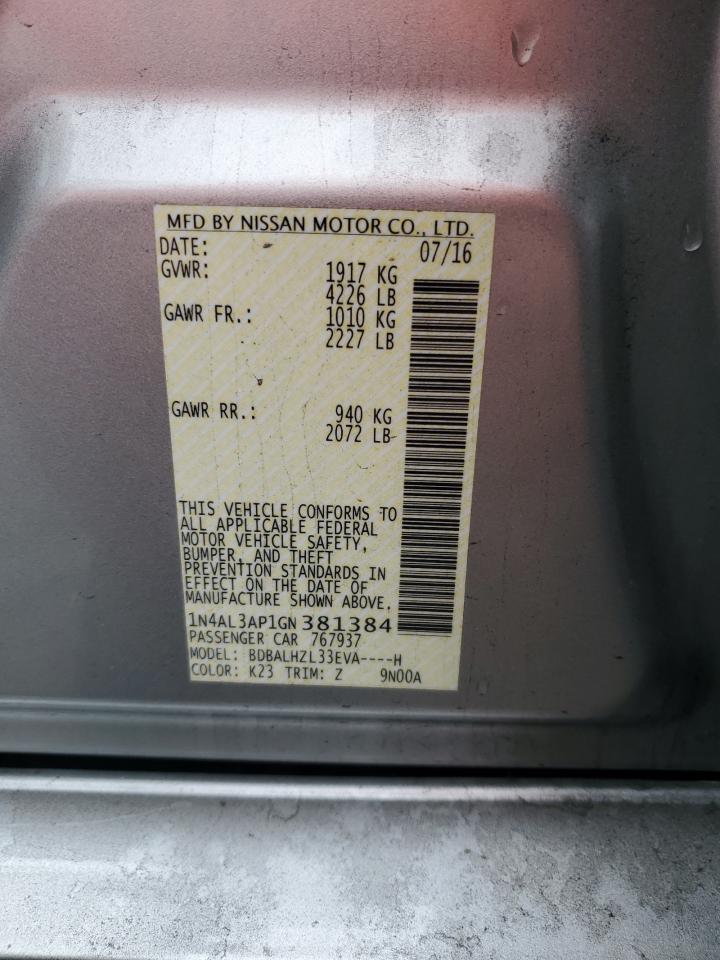 MFD BY NISSAN MOTOR CO., LTD.
DATE: 07/16
GVWR: 1917 KG
4226 LB
GAWR FR.: 1010 KG
2227 LB
GAWR RR.: 940 KG
2072 LB
THIS VEHICLE CONFORMS TO
ALL APPLICABLE FEDERAL
MOTOR VEHICLE SAFETY,
BUMPER, AND THEFT
PREVENTION STANDARDS IN
EFFECT ON THE DATE OF
MANUFACTURE SHOWN ABOVE.
1N4AL3AP1GN381384
PASSENGER CAR 767937
MODEL: BDBALHZL33EVA----H
COLOR: K23 TRIM: Z 9N00A